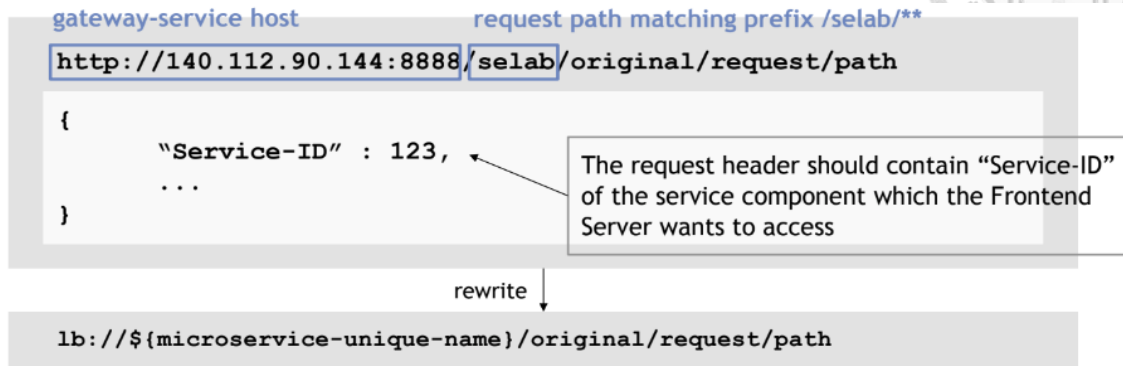 gateway-service host
request path matching prefix /selab/**
http://140.112.90.144:8888/selab/original/request/path
{
“Service-ID” : 123,
...
}
The request header should contain “Service-ID”
of the service component which the Frontend
Server wants to access
rewrite
lb://${microservice-unique-name}/original/request/path